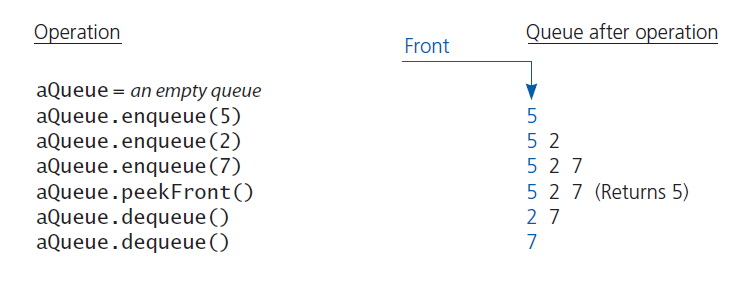 Operation Queue after operation
Front
aQueue = an empty queue
aQueue.enqueue(5) 5
aQueue.enqueue(2) 5 2
aQueue.enqueue(7) 5 2 7
aQueue.peekFront() 5 2 7 (Returns 5)
aQueue.dequeue() 2 7
aQueue.dequeue() 7